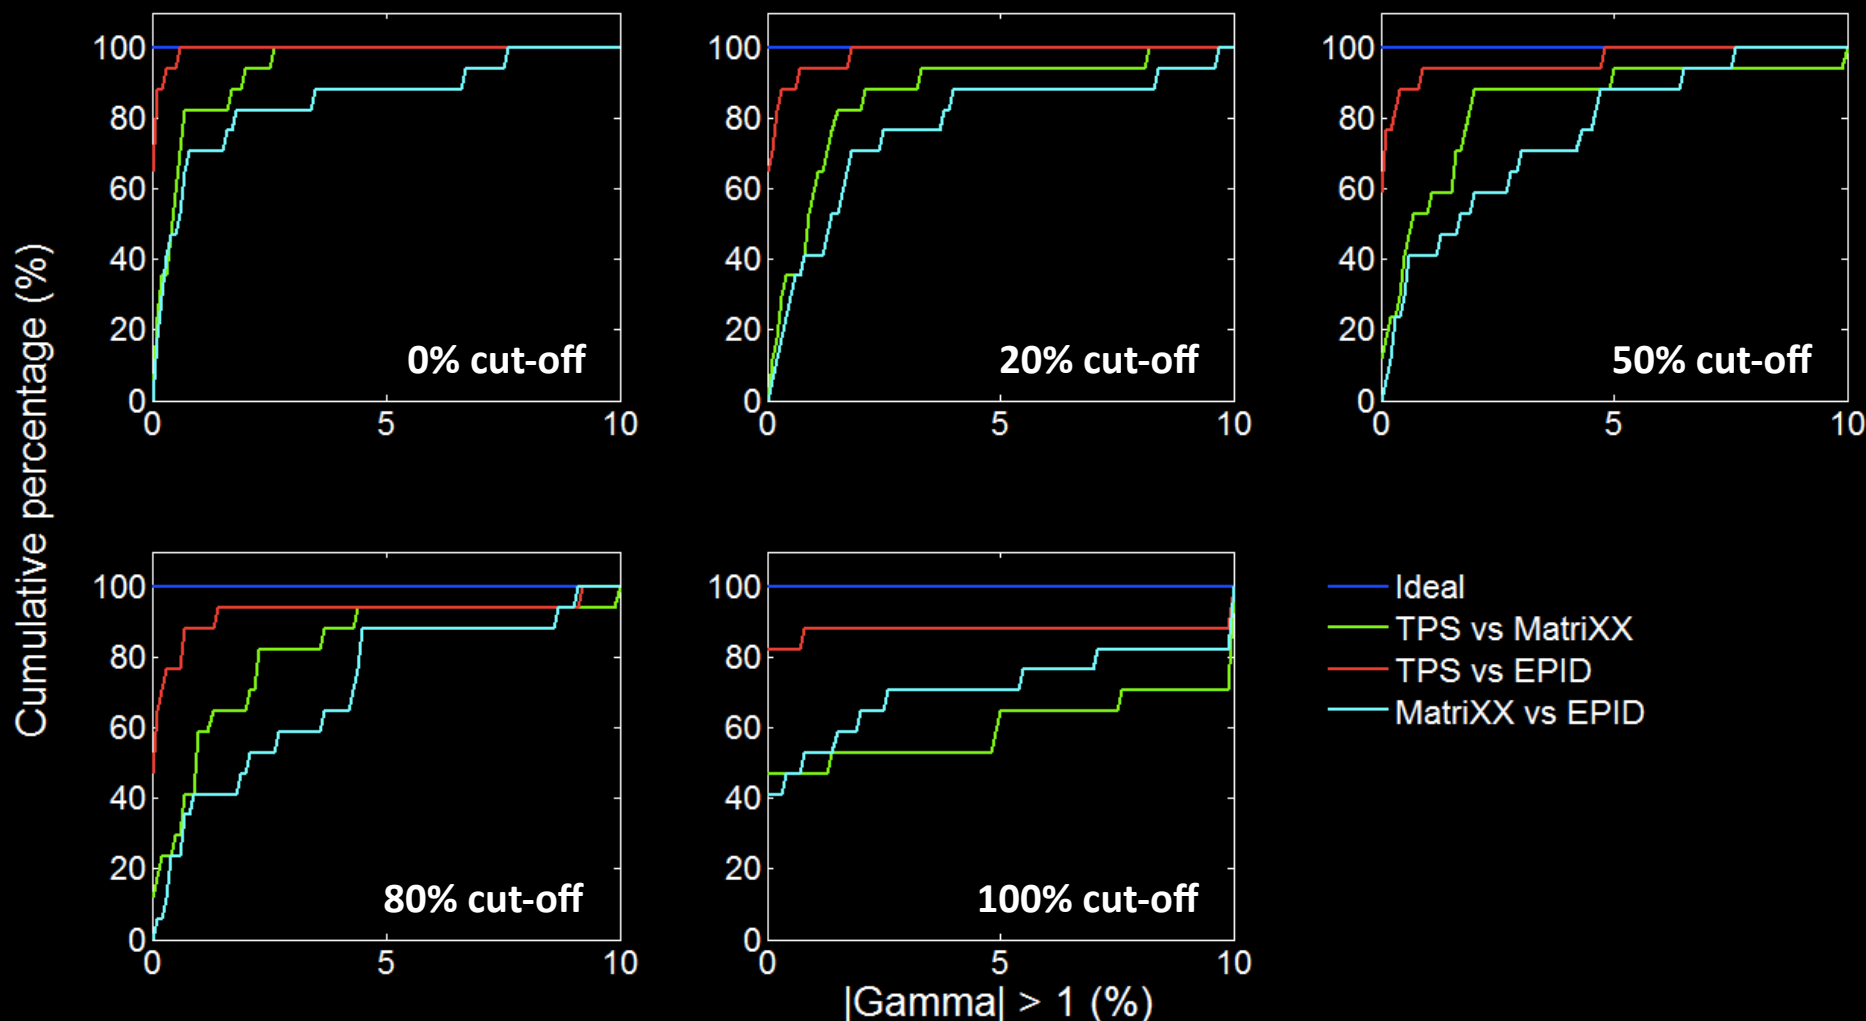 Cumulative percentage (%)
100
80
60
40
20
0
0% cut-off
0 5 10
100
80
60
40
20
0
20% cut-off
0 5 10
100
80
60
40
20
0
50% cut-off
0 5 10
100
80
60
40
20
0
80% cut-off
0 5 10
100
80
60
40
20
0
100% cut-off
0 5 10
|Gamma| > 1 (%)
Ideal
TPS vs MatriXX
TPS vs EPID
MatriXX vs EPID